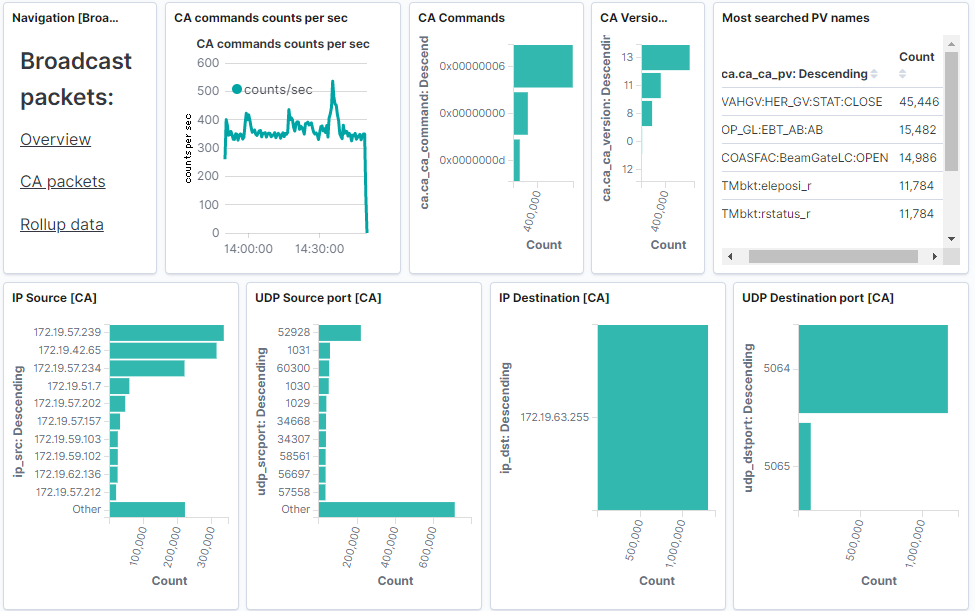 Navigation [Broa...
Broadcast
packets:
Overview
CA packets
Rollup data
CA commands counts per sec
CA commands counts per sec
counts/sec
counts per sec
600
500
400
300
200
100
0
14:00:00
14:30:00
CA Commands
ca.ca_ca_command: Descend
0x00000006
0x00000000
0x0000000d
400,000
Count
CA Versio...
ca.ca_ca_version: Descendir
13
11
8
0
12
400,000
Count
Most searched PV names
ca.ca_ca_pv: Descending Count
VAHGV:HER_GV:STAT:CLOSE 45,446
OP_GL:EBT_AB:AB 15,482
COASFAC:BeamGateLC:OPEN 14,986
TMbkt:eleposi_r 11,784
TMbkt:rstatus_r 11,784
IP Source [CA]
ip_src: Descending
172.19.57.239
172.19.42.65
172.19.57.234
172.19.51.7
172.19.57.202
172.19.57.157
172.19.59.103
172.19.59.102
172.19.62.136
172.19.57.212
Other
100,000
200,000
300,000
Count
UDP Source port [CA]
udp_srcport: Descending
52928
1031
60300
1030
1029
34668
34307
58561
56697
57558
Other
200,000
400,000
600,000
Count
IP Destination [CA]
ip_dst: Descending
172.19.63.255
500,000
1,000,000
Count
UDP Destination port [CA]
udp_dstport: Descending
5064
5065
500,000
1,000,000
Count